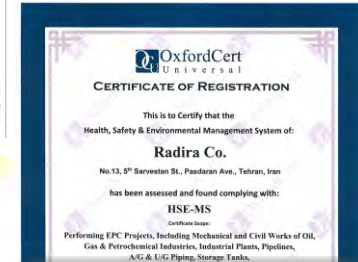 OxfordCert
Universal
CERTIFICATE OF REGISTRATION
This is to Certify that the
Health, Safety & Environmental Management System of:
Radira Co.
No.13, 5th Sarvestan St., Pasdaran Ave., Tehran, Iran
has been assessed and found complying with:
HSE-MS
Certificate Scope:
Performing EPC Projects, Including Mechanical and Civil Works of Oil,
Gas & Petrochemical Industries, Industrial Plants, Pipelines,
A/G & U/G Piping, Storage Tanks,